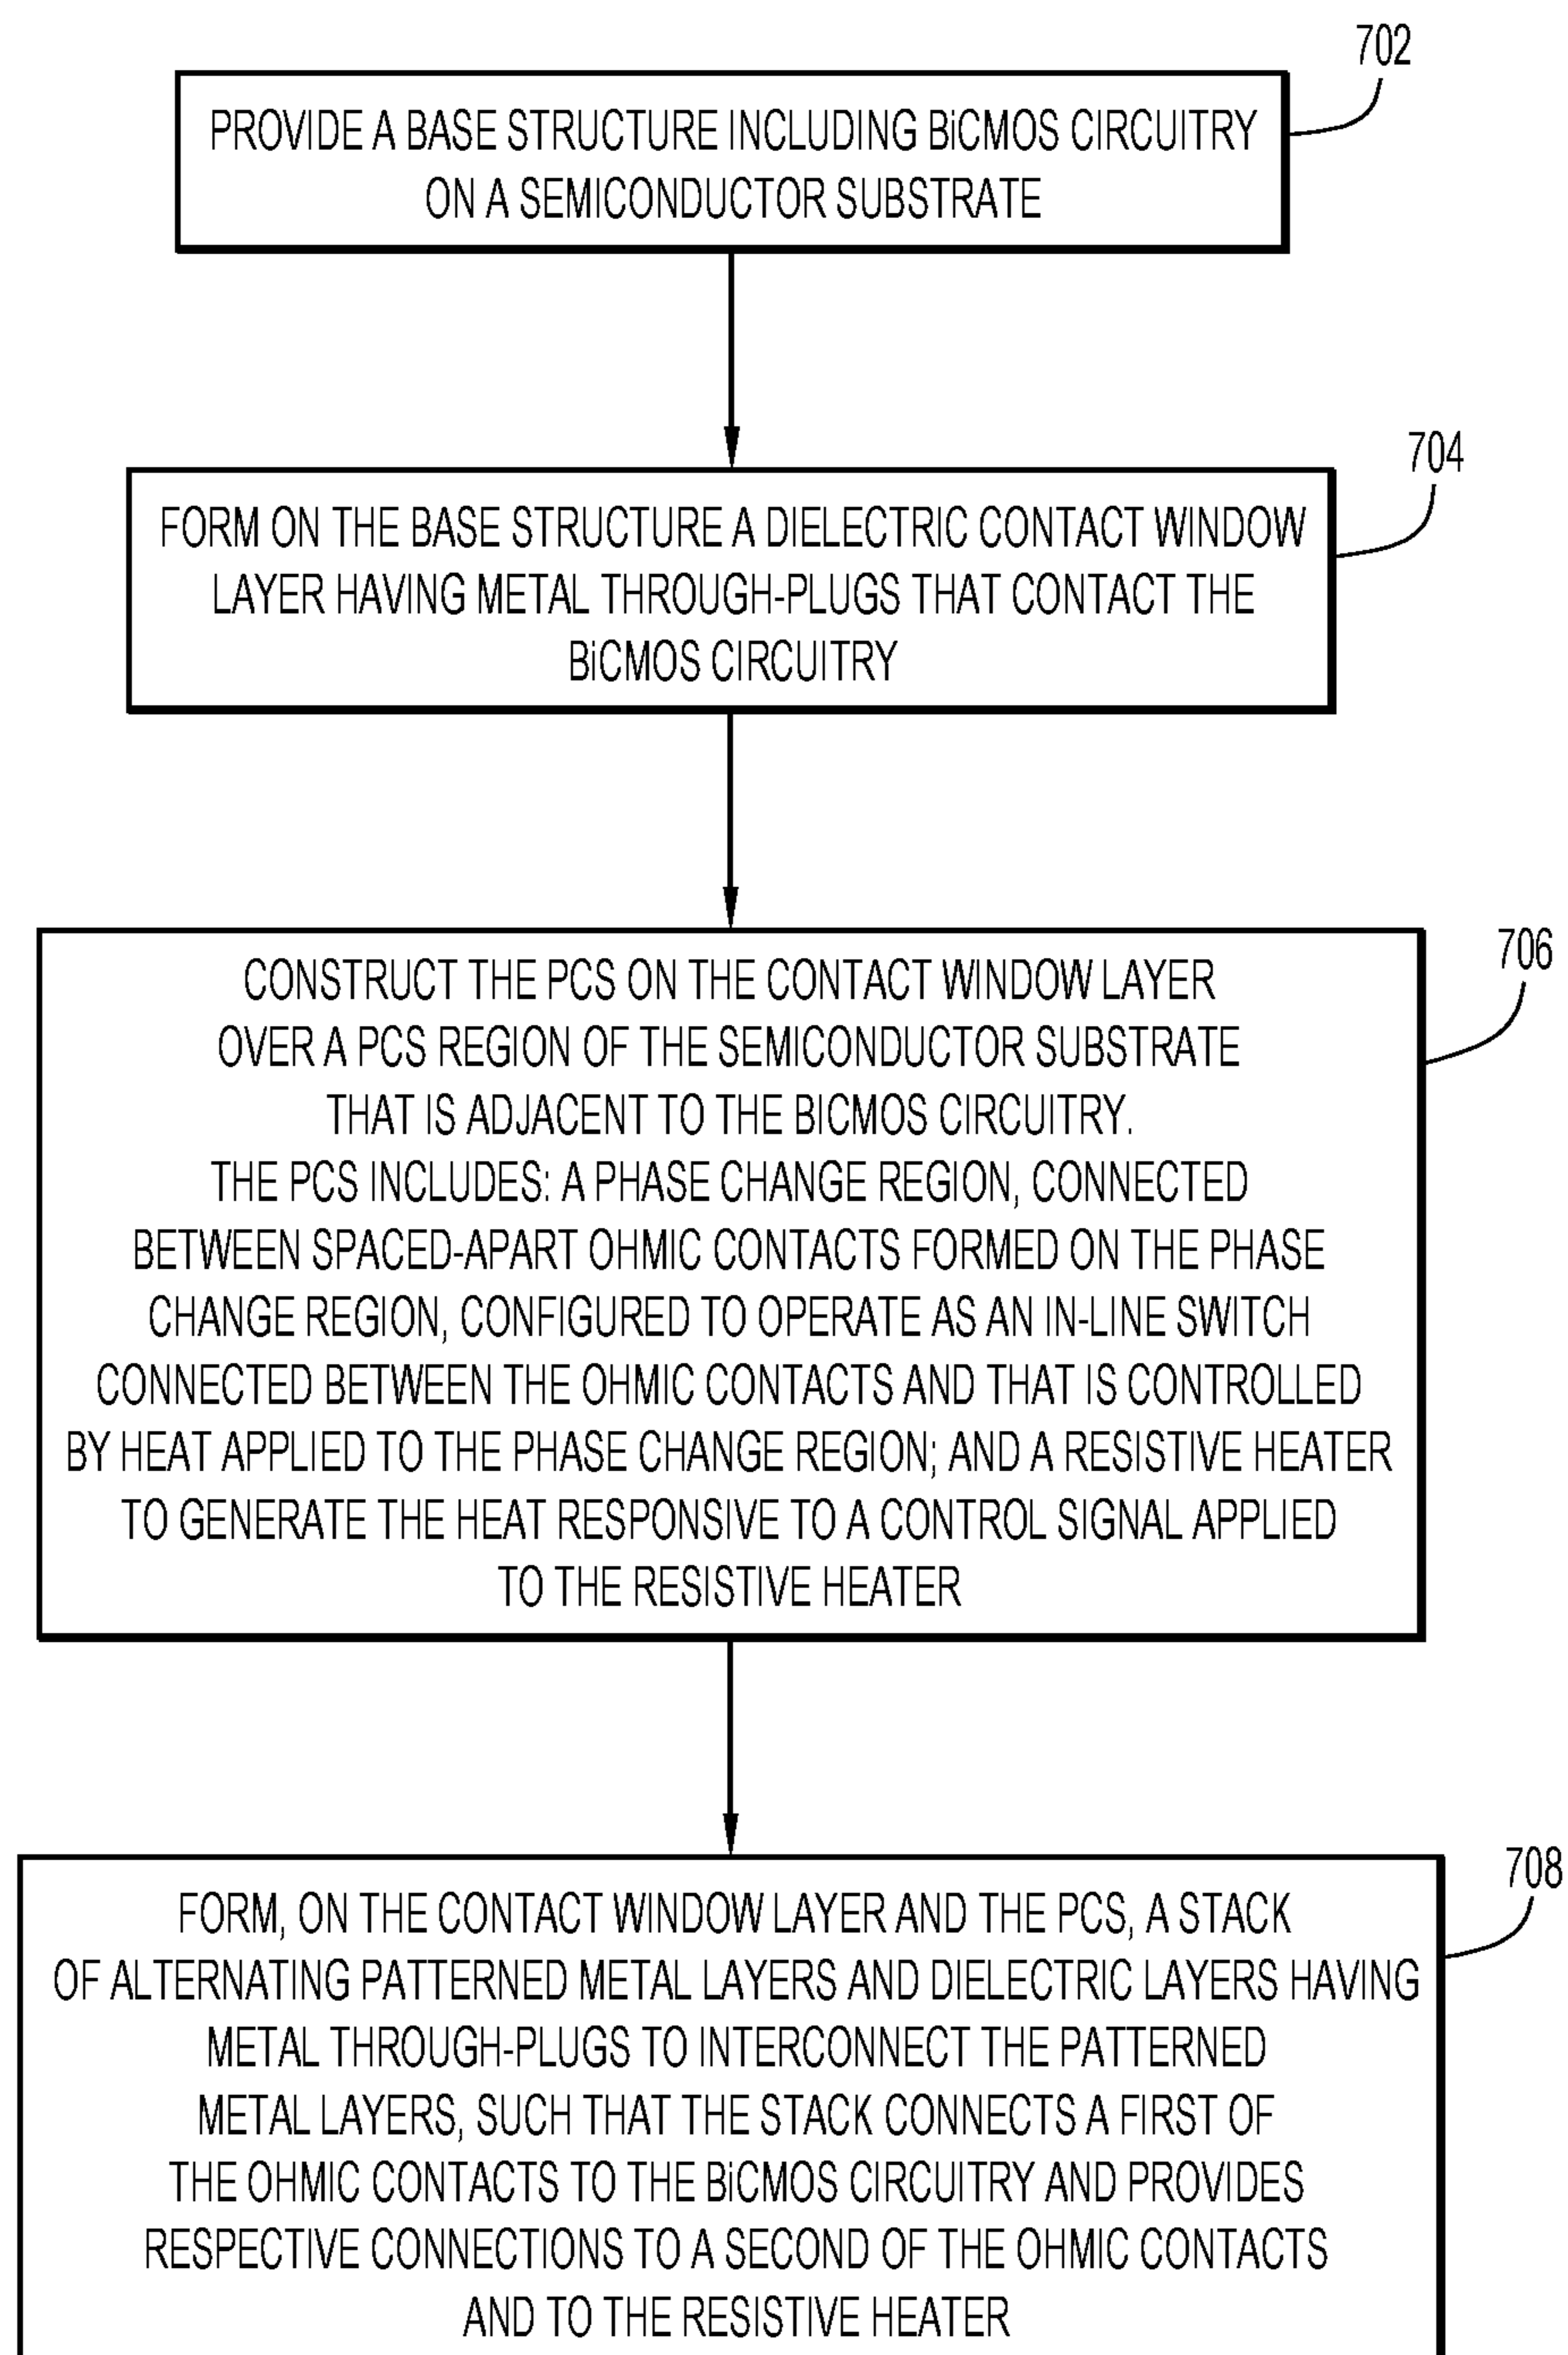 702
PROVIDE A BASE STRUCTURE INCLUDING BiCMOS CIRCUITRY
ON A SEMICONDUCTOR SUBSTRATE
704
FORM ON THE BASE STRUCTURE A DIELECTRIC CONTACT WINDOW
LAYER HAVING METAL THROUGH-PLUGS THAT CONTACT THE
BiCMOS CIRCUITRY
706
CONSTRUCT THE PCS ON THE CONTACT WINDOW LAYER
OVER A PCS REGION OF THE SEMICONDUCTOR SUBSTRATE
THAT IS ADJACENT TO THE BICMOS CIRCUITRY.
THE PCS INCLUDES: A PHASE CHANGE REGION, CONNECTED
BETWEEN SPACED-APART OHMIC CONTACTS FORMED ON THE PHASE
CHANGE REGION, CONFIGURED TO OPERATE AS AN IN-LINE SWITCH
CONNECTED BETWEEN THE OHMIC CONTACTS AND THAT IS CONTROLLED
BY HEAT APPLIED TO THE PHASE CHANGE REGION; AND A RESISTIVE HEATER
TO GENERATE THE HEAT RESPONSIVE TO A CONTROL SIGNAL APPLIED
TO THE RESISTIVE HEATER
708
FORM, ON THE CONTACT WINDOW LAYER AND THE PCS, A STACK
OF ALTERNATING PATTERNED METAL LAYERS AND DIELECTRIC LAYERS HAVING
METAL THROUGH-PLUGS TO INTERCONNECT THE PATTERNED
METAL LAYERS, SUCH THAT THE STACK CONNECTS A FIRST OF
THE OHMIC CONTACTS TO THE BiCMOS CIRCUITRY AND PROVIDES
RESPECTIVE CONNECTIONS TO A SECOND OF THE OHMIC CONTACTS
AND TO THE RESISTIVE HEATER